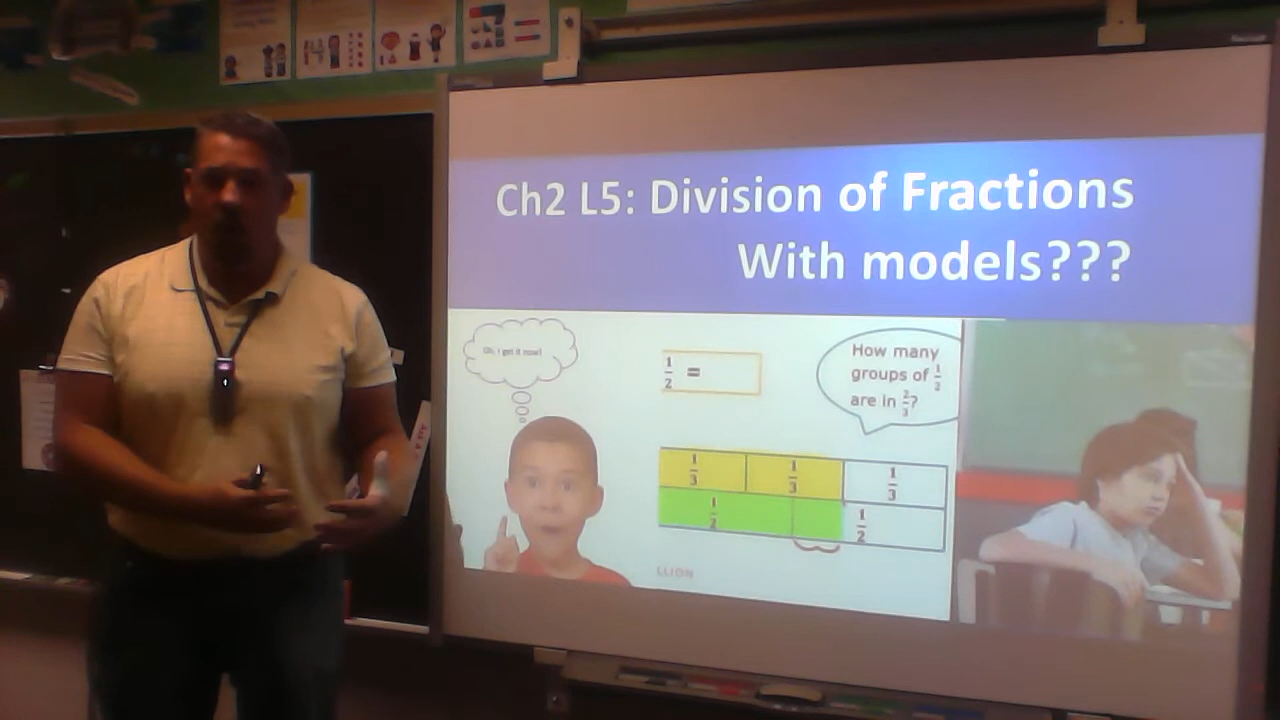 Ch2 L5: Division of Fractions
With models???
Oh, I get it now!
1/2 =
How many
groups of 1/2
are in 2/3?
1/3 1/3 1/3
1/2 1/2
LLION